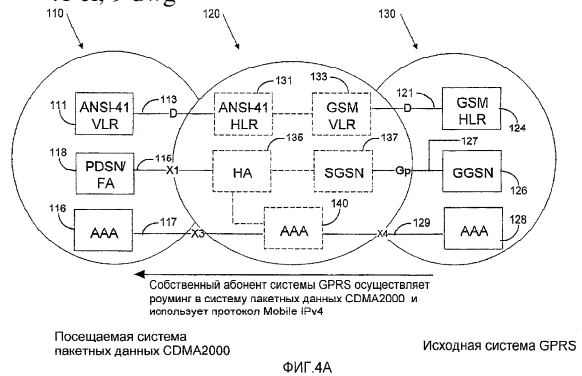 110
120
130
ANSI-41 VLR
111
113
D
ANSI-41 HLR
131
GSM VLR
133
D
121
GSM HLR
124
118
PDSN/ FA
116
X1
HA
135
SGSN
137
Gp
127
GGSN
126
116
AAA
117
X3
AAA
140
X4
129
AAA
128
Собственный абонент системы GPRS осуществляет
роуминг в систему пакетных данных CDMA2000 и
использует протокол Mobile IPv4
Посещаемая система
пакетных данных CDMA2000
Исходная система GPRS
ФИГ.4А